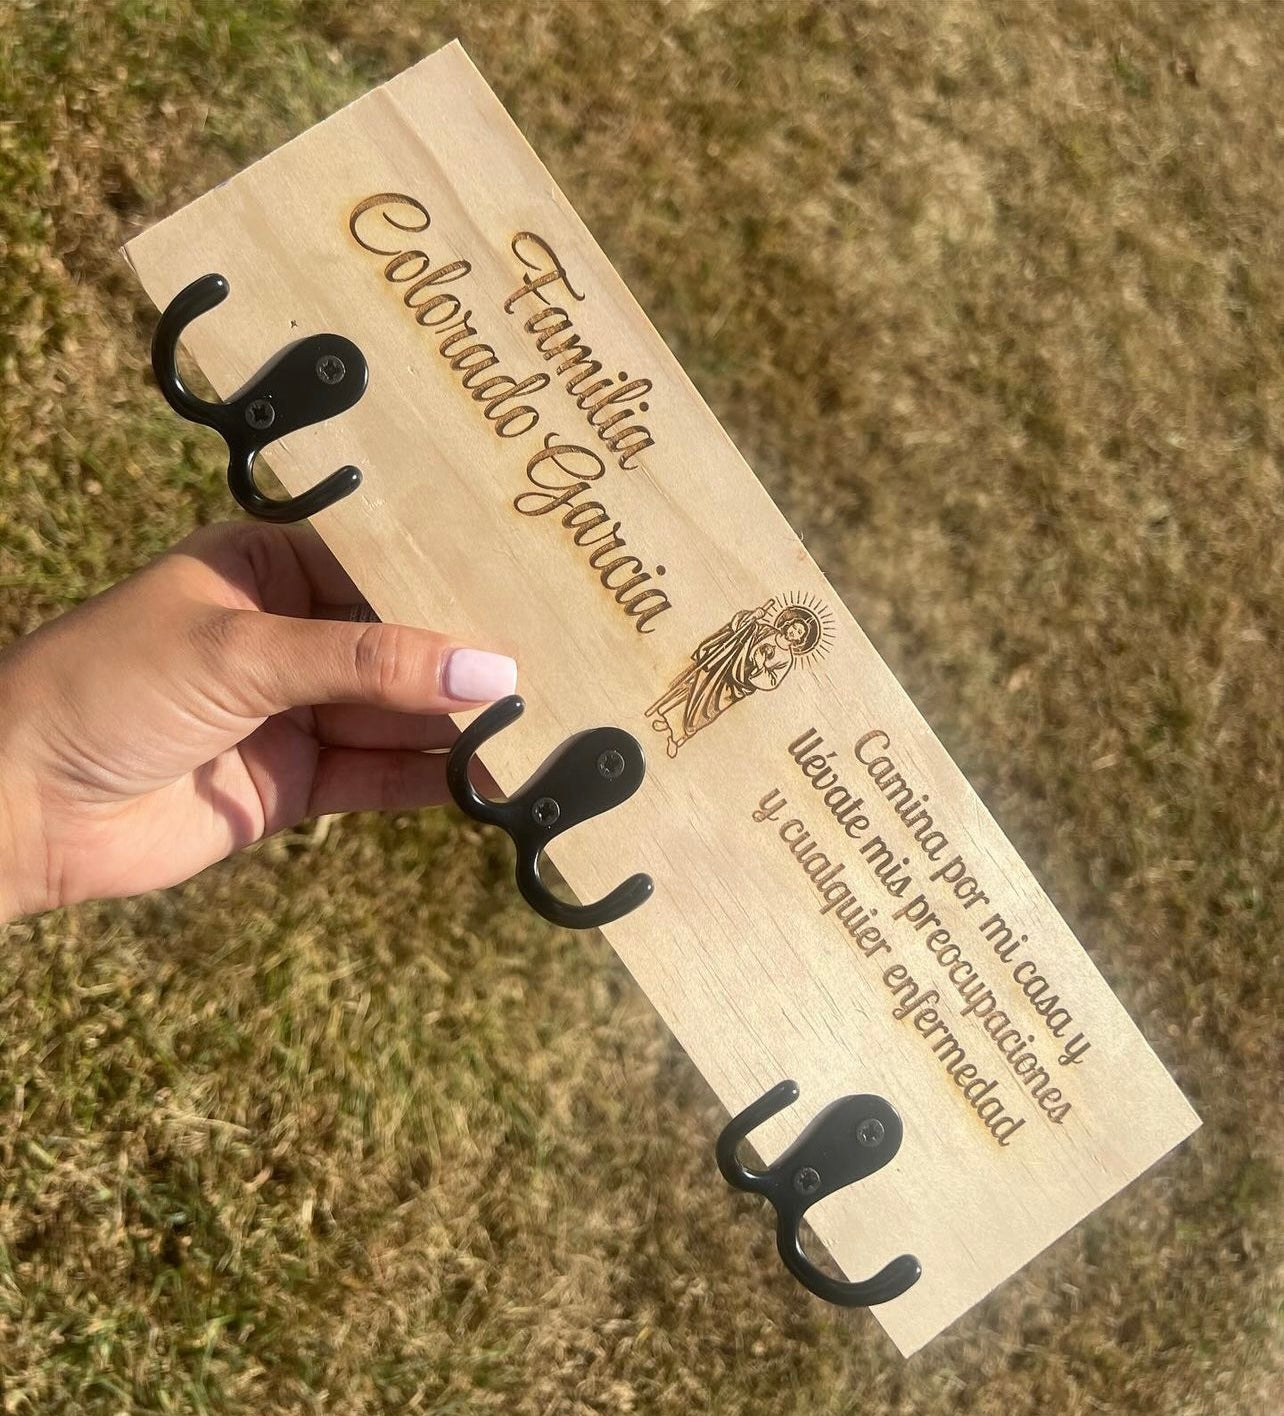 Familia
Colorado Garcia
Camina por mi casa y
llévate mis preocupaciones
y cualquier enfermedad